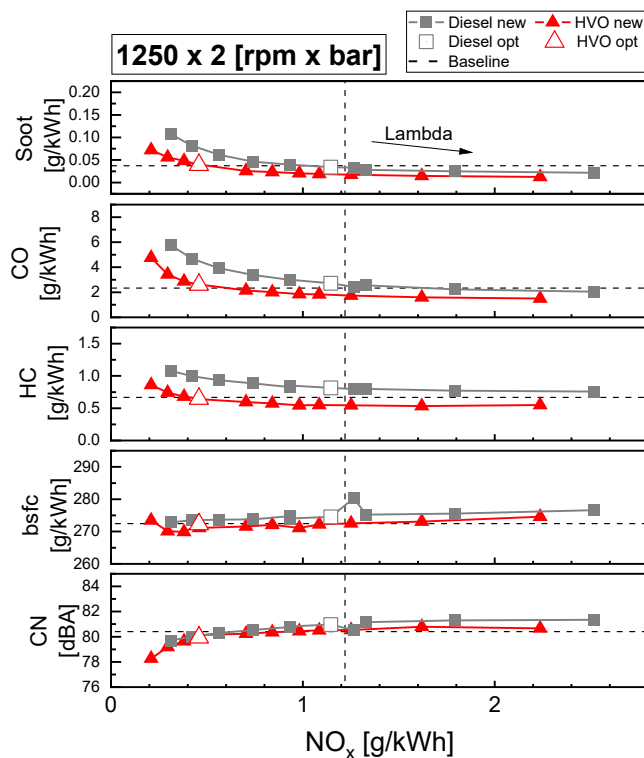 Diesel new HVO new
Diesel opt HVO opt
Baseline
1250 x 2 [rpm x bar]
0.20
0.15
0.10
0.05
0.00
Soot
[g/kWh]
Lambda
8
6
4
2
0
CO
[g/kWh]
1.5
1.0
0.5
0.0
HC
[g/kWh]
290
280
270
260
bsfc
[g/kWh]
84
82
80
78
76
CN
[dBA]
0 1 2
NOx [g/kWh]